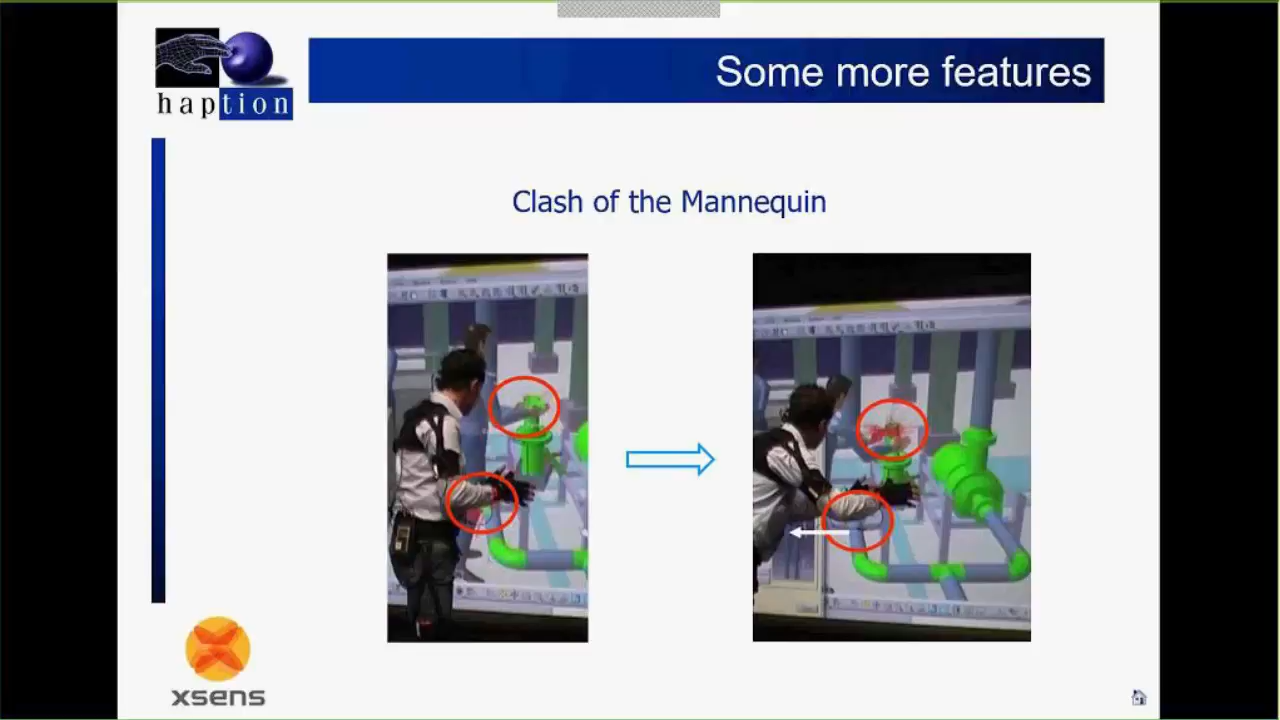 Some more features
haption
Clash of the Mannequin
xsens